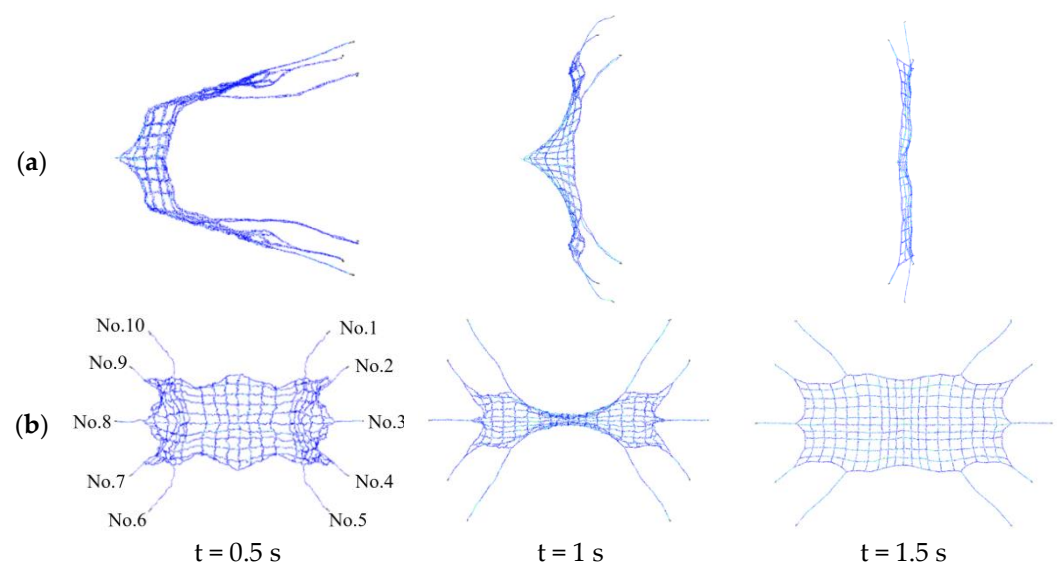 (a)
No.10
No.1
No.9
No.2
(b)
No.8
No.3
No.7
No.4
No.6
No.5
t = 0.5 s
t = 1 s
t = 1.5 s